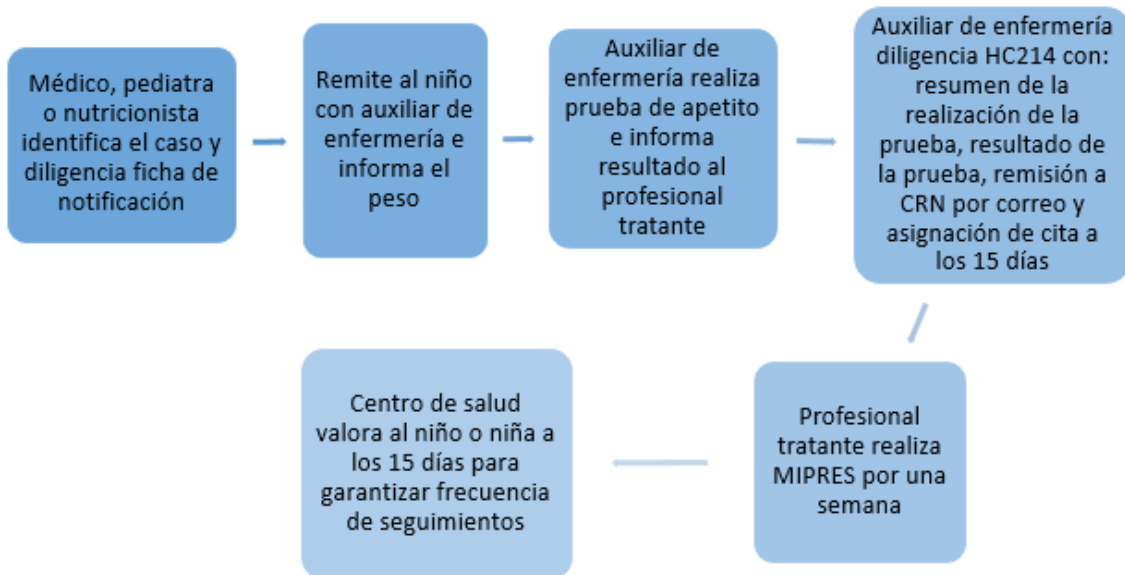 Médico, pediatra
o nutricionista
identifica el caso y
diligencia ficha de
notificación
Remite al niño
con auxiliar de
enfermería e
informa el
peso
Auxiliar de
enfermería realiza
prueba de apetito
e informa
resultado al
profesional
tratante
Auxiliar de enfermería
diligencia HC214 con:
resumen de la
realización de la
prueba, resultado de
la prueba, remisión a
CRN por correo y
asignación de cita a
los 15 días
Profesional
tratante realiza
MIPRES por una
semana
Centro de salud
valora al niño o niña a
los 15 días para
garantizar frecuencia
de seguimientos